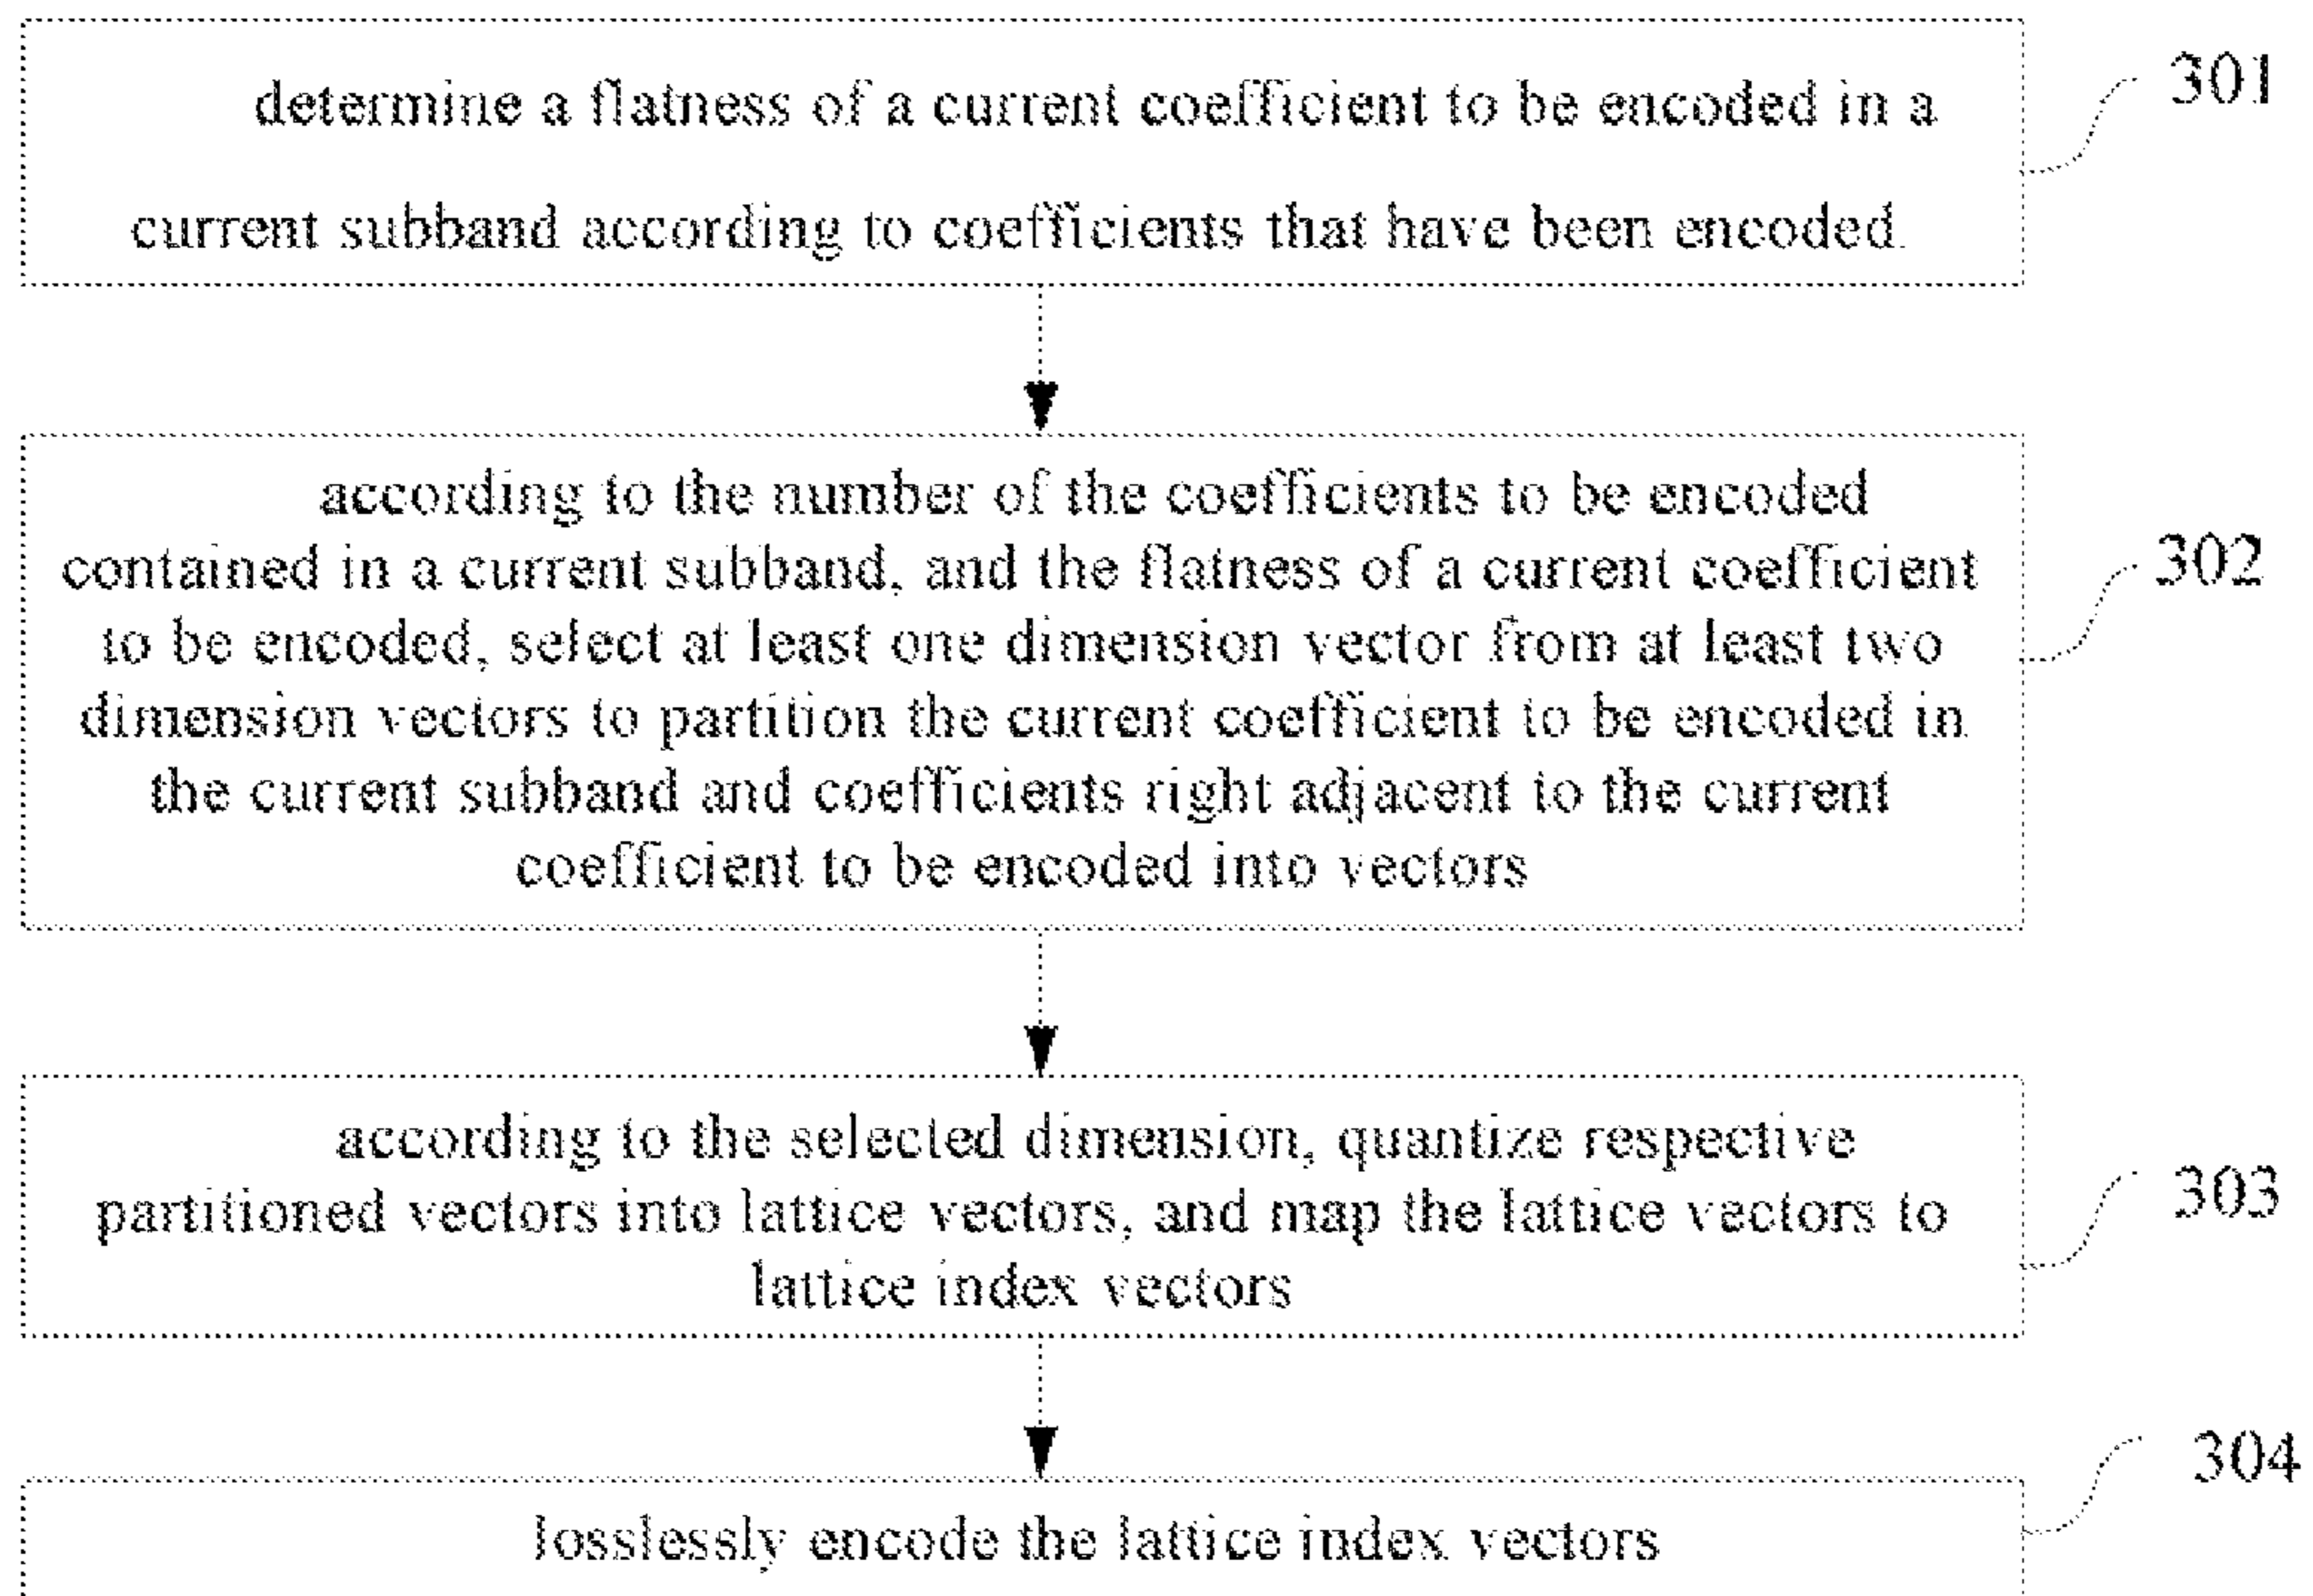 determine a flatness of a current coefficient to be encoded in a
current subband according to coefficients that have been encoded.
301
according to the number of the coefficients to be encoded
contained in a current subband, and the flatness of a current coefficient
to be encoded, select at least one dimension vector from at least two
dimension vectors to partition the current coefficient to be encoded in
the current subband and coefficients right adjacent to the current
coefficient to be encoded into vectors
302
according to the selected dimension, quantize respective
partitioned vectors into lattice vectors, and map the lattice vectors to
lattice index vectors
303
losslessly encode the lattice index vectors
304